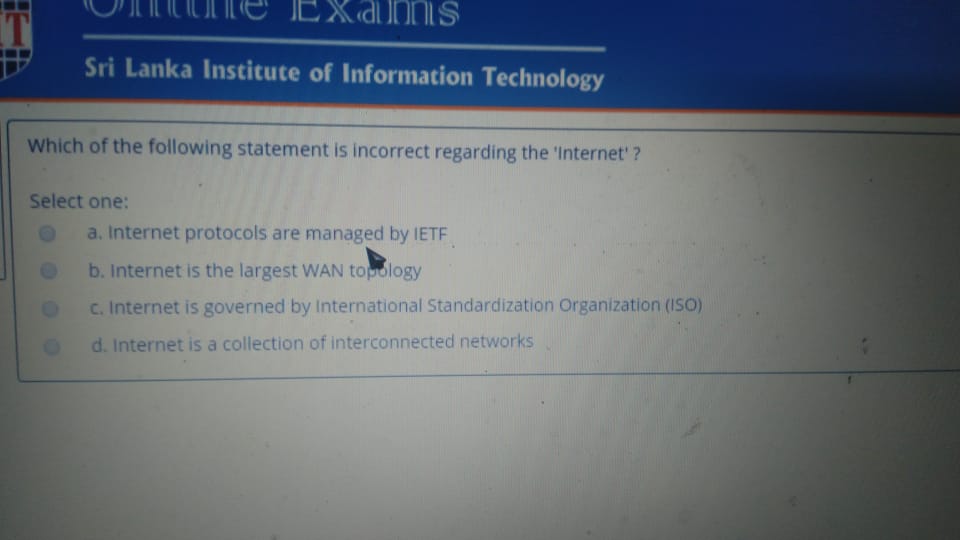 Online Exams
Sri Lanka Institute of Information Technology
Which of the following statement is incorrect regarding the 'Internet' ?
Select one:
a. Internet protocols are managed by IETF
b. Internet is the largest WAN topology
c. Internet is governed by International Standardization Organization (ISO)
d. Internet is a collection of interconnected networks